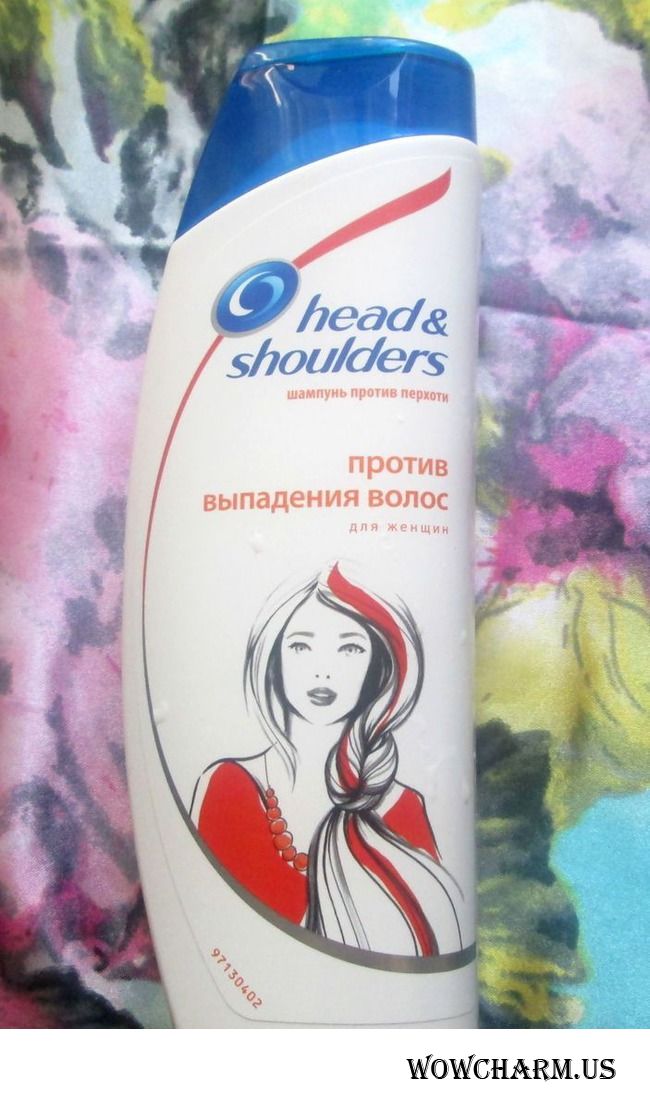 head &
shoulders
шампунь против перхоти
против
выпадения волос
для женщин
97130402
WOWCHARM.US